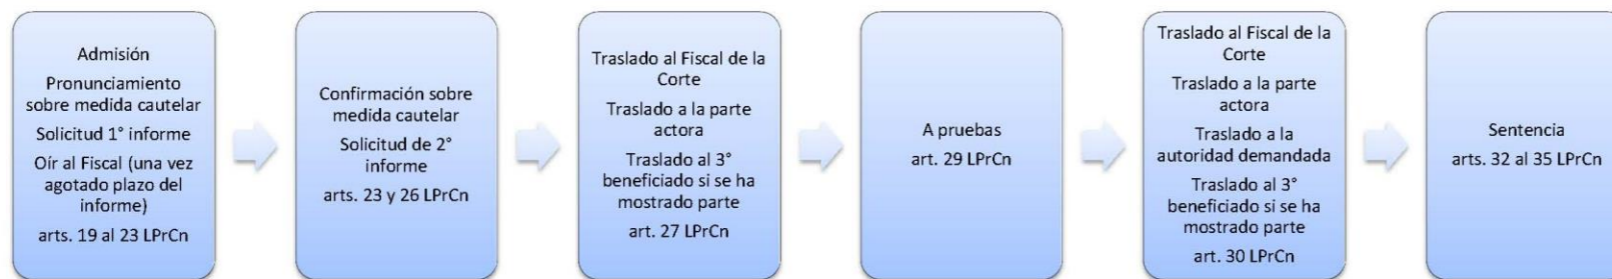 Admisión
Pronunciamiento
sobre medida cautelar
Solicitud 1° informe
Oír al Fiscal (una vez
agotado plazo del
informe)
arts. 19 al 23 LPrCn
Confirmación sobre
medida cautelar
Solicitud de 2°
informe
arts. 23 y 26 LPrCn
Traslado al Fiscal de la
Corte
Traslado a la parte
actora
Traslado al 3°
beneficiado si se ha
mostrado parte
art. 27 LPrCn
A pruebas
art. 29 LPrCn
Traslado al Fiscal de la
Corte
Traslado a la parte
actora
Traslado a la
autoridad demandada
Traslado al 3°
beneficiado si se ha
mostrado parte
art. 30 LPrCn
Sentencia
arts. 32 al 35 LPrCn